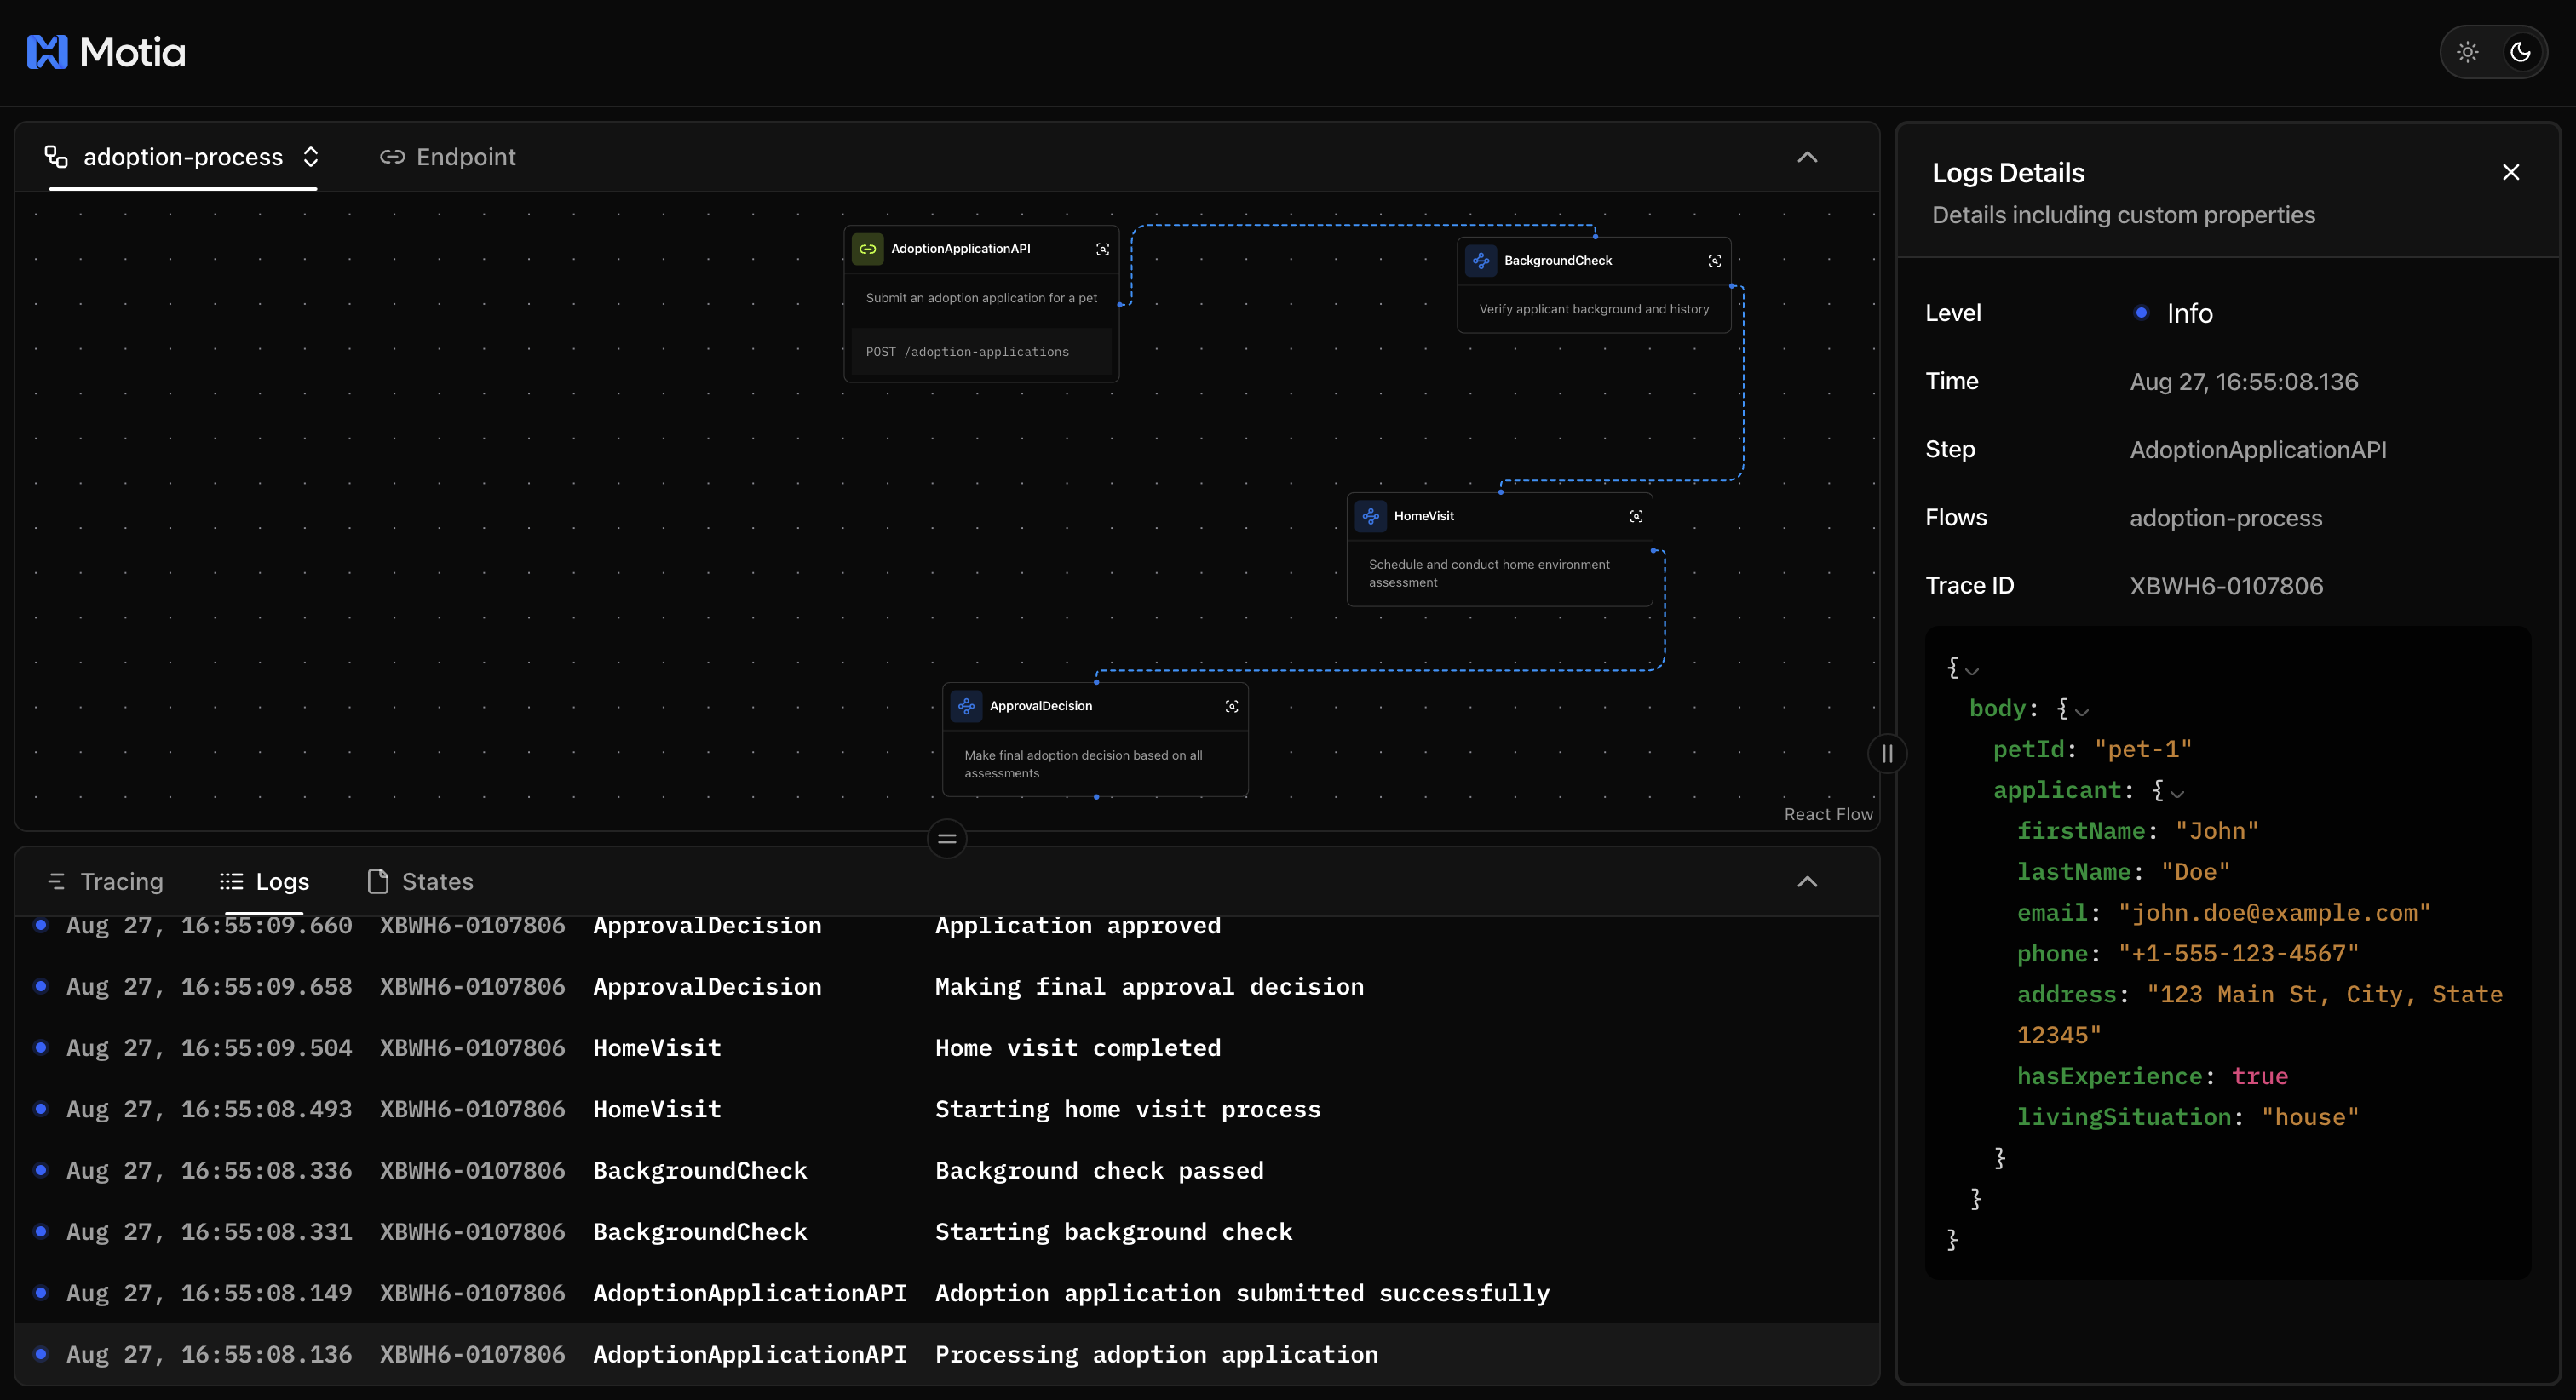 Motia
adoption-process
Endpoint
AdoptionApplicationAPI
Submit an adoption application for a pet
POST /adoption-applications
BackgroundCheck
Verify applicant background and history
HomeVisit
Schedule and conduct home environment
assessment
ApprovalDecision
Make final adoption decision based on all
assessments
React Flow
Tracing
Logs
States
Aug 27, 16:55:09.660 XBWH6-0107806 ApprovalDecision Application approved
Aug 27, 16:55:09.658 XBWH6-0107806 ApprovalDecision Making final approval decision
Aug 27, 16:55:09.504 XBWH6-0107806 HomeVisit Home visit completed
Aug 27, 16:55:08.493 XBWH6-0107806 HomeVisit Starting home visit process
Aug 27, 16:55:08.336 XBWH6-0107806 BackgroundCheck Background check passed
Aug 27, 16:55:08.331 XBWH6-0107806 BackgroundCheck Starting background check
Aug 27, 16:55:08.149 XBWH6-0107806 AdoptionApplicationAPI Adoption application submitted successfully
Aug 27, 16:55:08.136 XBWH6-0107806 AdoptionApplicationAPI Processing adoption application
Logs Details
Details including custom properties
Level Info
Time Aug 27, 16:55:08.136
Step AdoptionApplicationAPI
Flows adoption-process
Trace ID XBWH6-0107806
{
body: {
petId: "pet-1"
applicant: {
firstName: "John"
lastName: "Doe"
email: "john.doe@example.com"
phone: "+1-555-123-4567"
address: "123 Main St, City, State
12345"
hasExperience: true
livingSituation: "house"
}
}
}